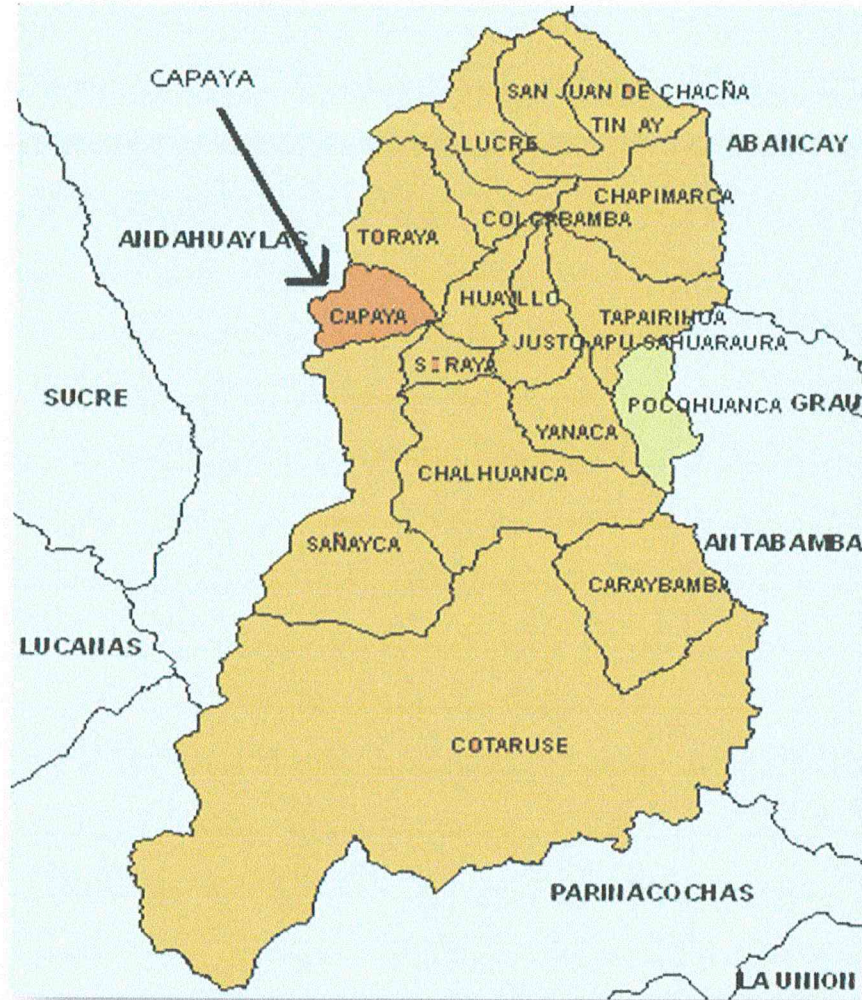 CAPAYA
SAN JUAN DE CHACÑA
TIN AY
LUCRE
ABANCAY
CHAPIMARCA
COLCABAMBA
ANDAHUAYLAS
TORAYA
HUAYLLO
CAPAYA
TAPAIRIHUA
JUSTO APU SAHUARAURA
SORAYA
SUCRE
POCOHUANCA
GRAU
YANACA
CHALHUANCA
SAÑAYCA
ANTABAMBA
CARAYBAMBA
LUCANAS
COTARUSE
PARINACOCHAS
LA UNION